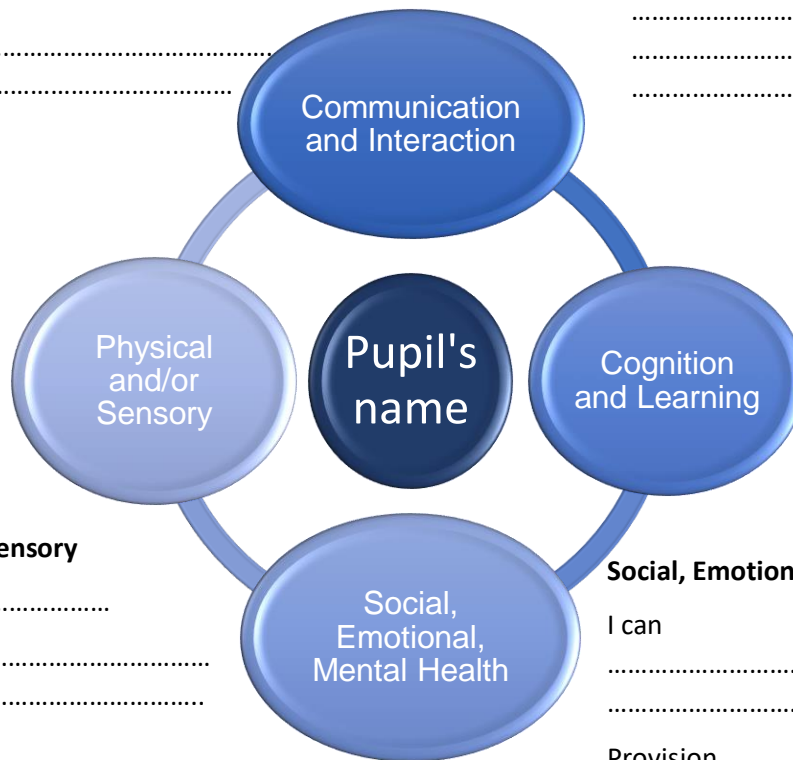 ……………………………………………
………………………………………
……………………….
……………………….
……………………….
Communication
and Interaction
Physical
and/or
Sensory
Pupil's
name
Cognition
and Learning
Social,
Emotional,
Mental Health
ensory
………………
……………………………………
…………………………………..
Social, Emotion
I can
……………………….
……………………….
Provision